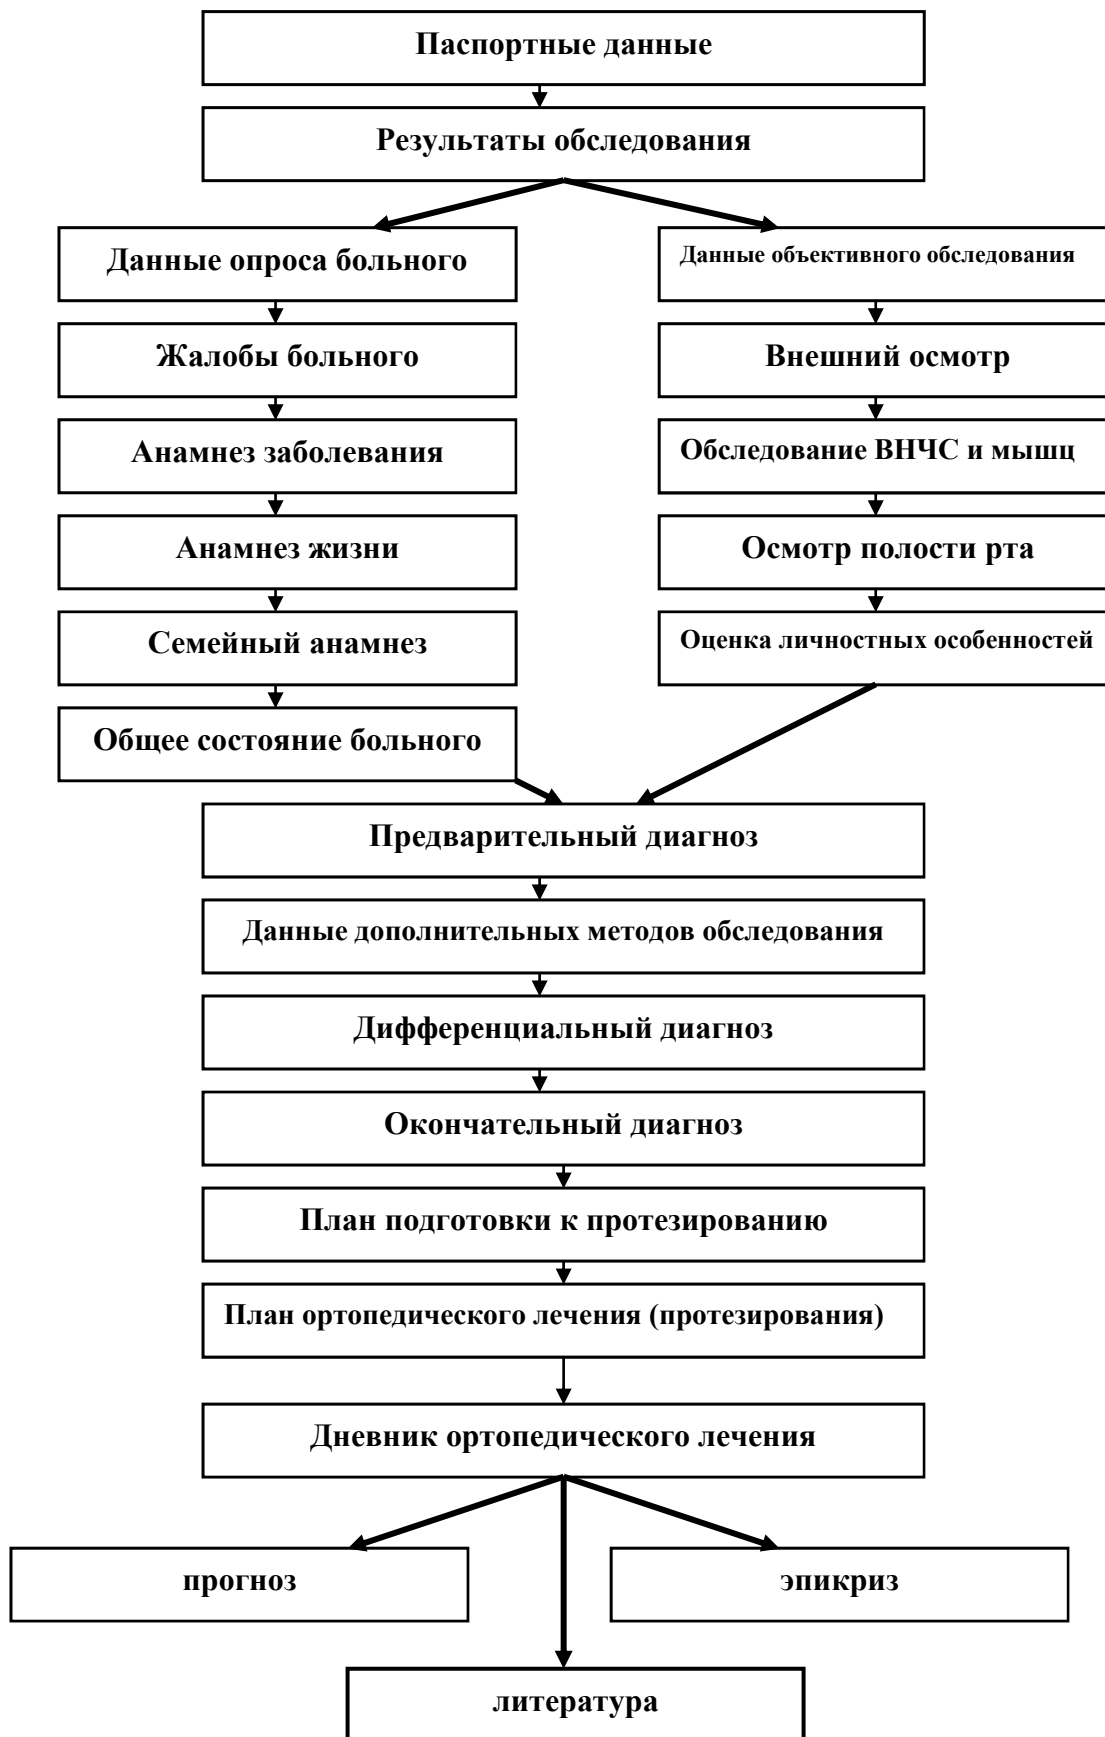 Паспортные данные
Результаты обследования
Данные опроса больного
Данные объективного обследования
Жалобы больного
Внешний осмотр
Анамнез заболевания
Обследование ВНЧС и мышц
Анамнез жизни
Осмотр полости рта
Семейный анамнез
Оценка личностных особенностей
Общее состояние больного
Предварительный диагноз
Данные дополнительных методов обследования
Дифференциальный диагноз
Окончательный диагноз
План подготовки к протезированию
План ортопедического лечения (протезирования)
Дневник ортопедического лечения
прогноз
эпикриз
литература